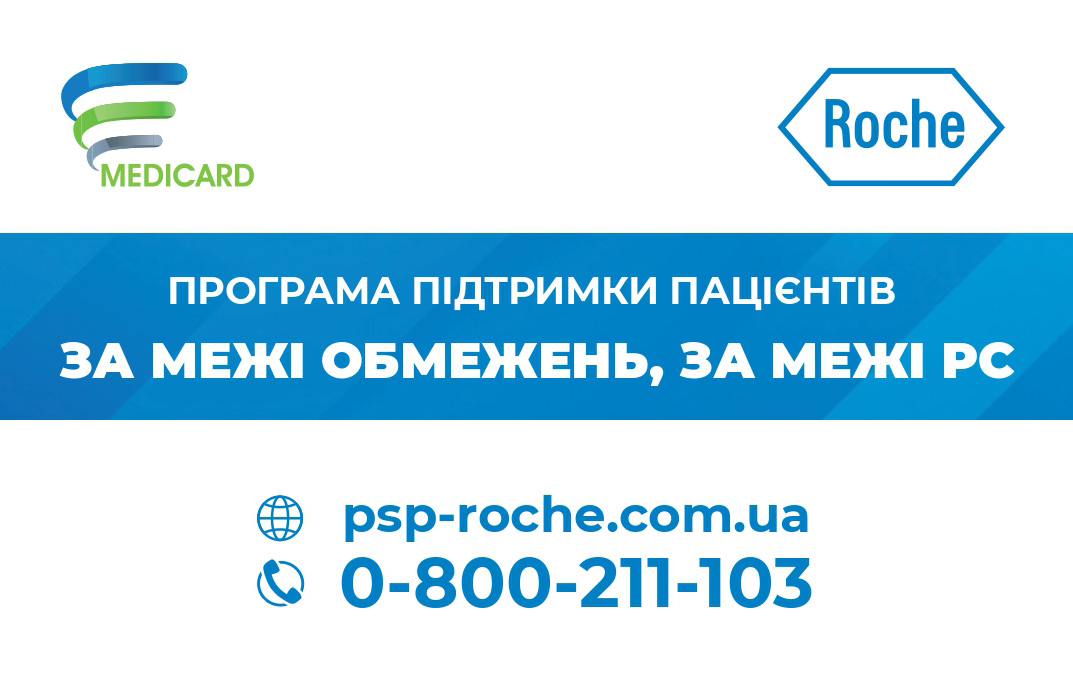 MEDICARD
Roche
ПРОГРАМА ПІДТРИМКИ ПАЦІЄНТІВ
ЗА МЕЖІ ОБМЕЖЕНЬ, ЗА МЕЖІ РС
psp-roche.com.ua
0-800-211-103